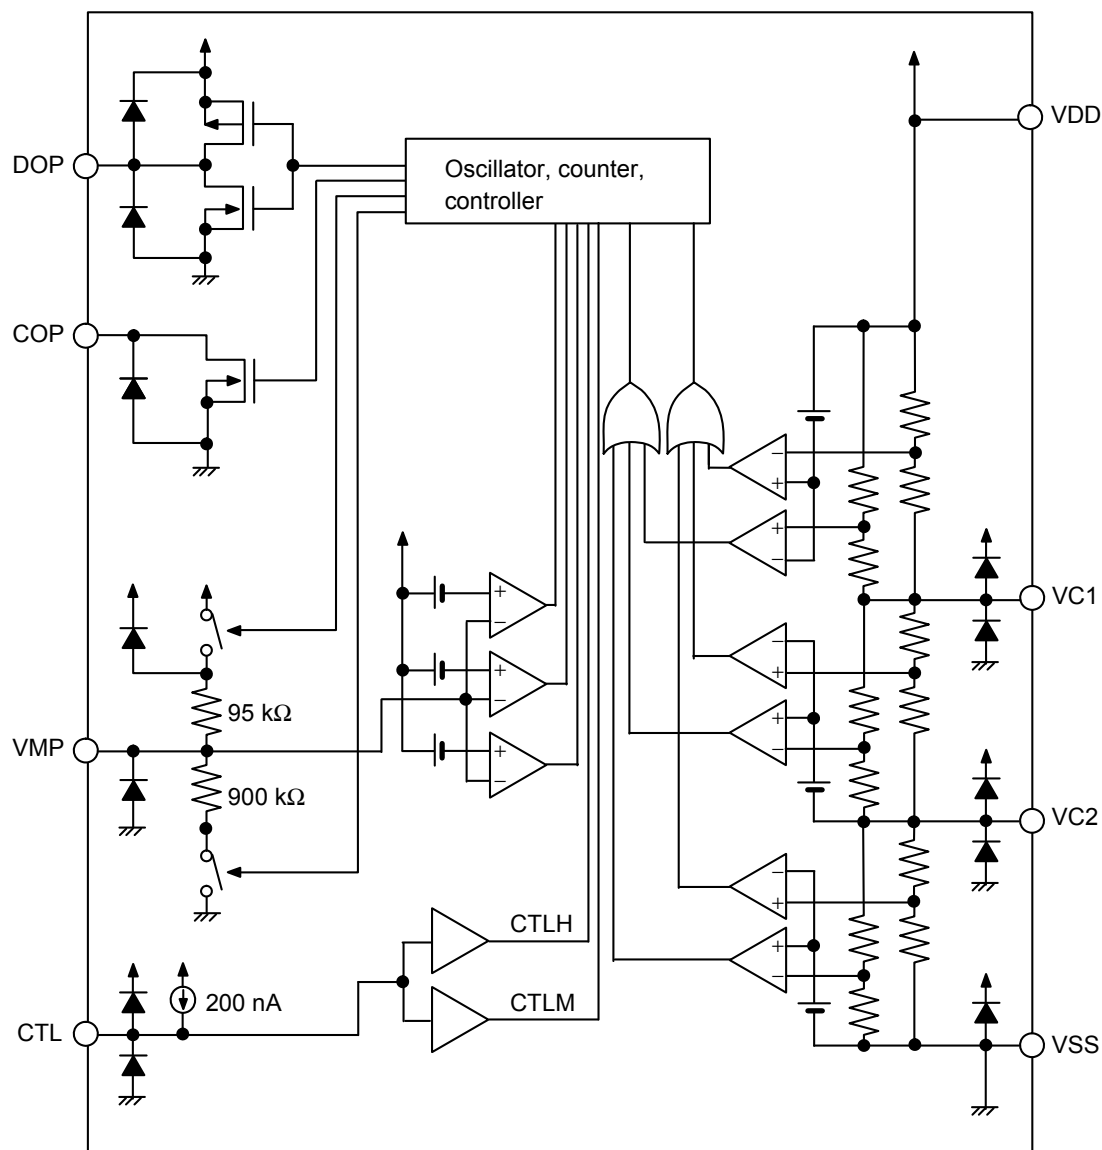 VDD
DOP
Oscillator, counter,
controller
COP
−
+
+
−
+
−
VC1
−
+
+
−
95 kΩ
+
−
VMP
+
−
900 kΩ
VC2
−
+
CTLH
+
−
200 nA
CTLM
CTL
VSS